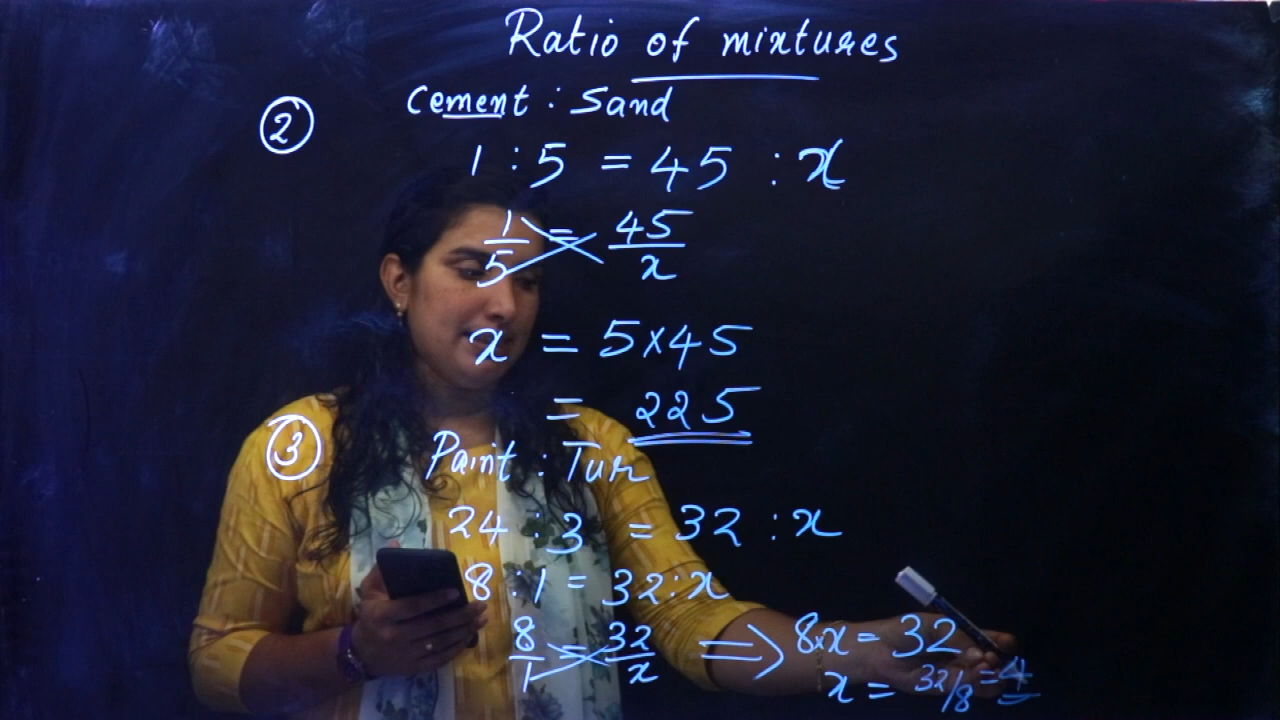 Ratio of mixtures
② Cement : Sand
1 : 5 = 45 : x
1/5 = 45/x
x = 5×45
= 225
③ Paint : Tur
24 : 3 = 32 : x
8 : 1 = 32 : x
8/1 = 32/x ⟹ 8×x = 32
x = 32/8 = 4